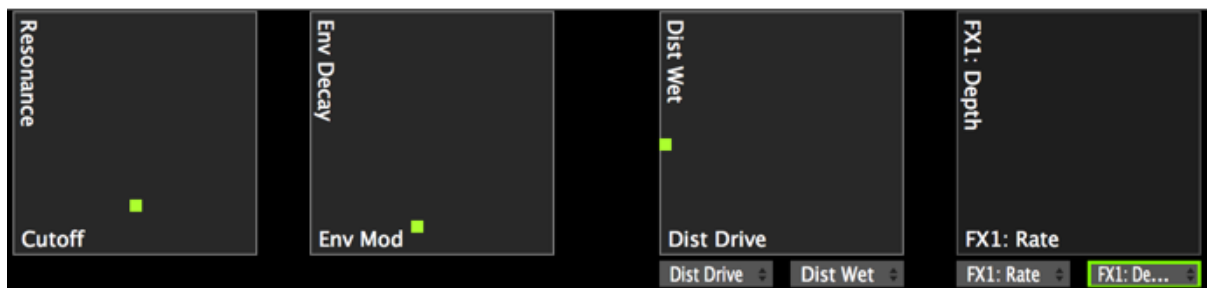 Resonance
Cutoff
Env Decay
Env Mod
Dist Wet
Dist Drive
Dist Drive
Dist Wet
FX1: Depth
FX1: Rate
FX1: Rate
FX1: De...